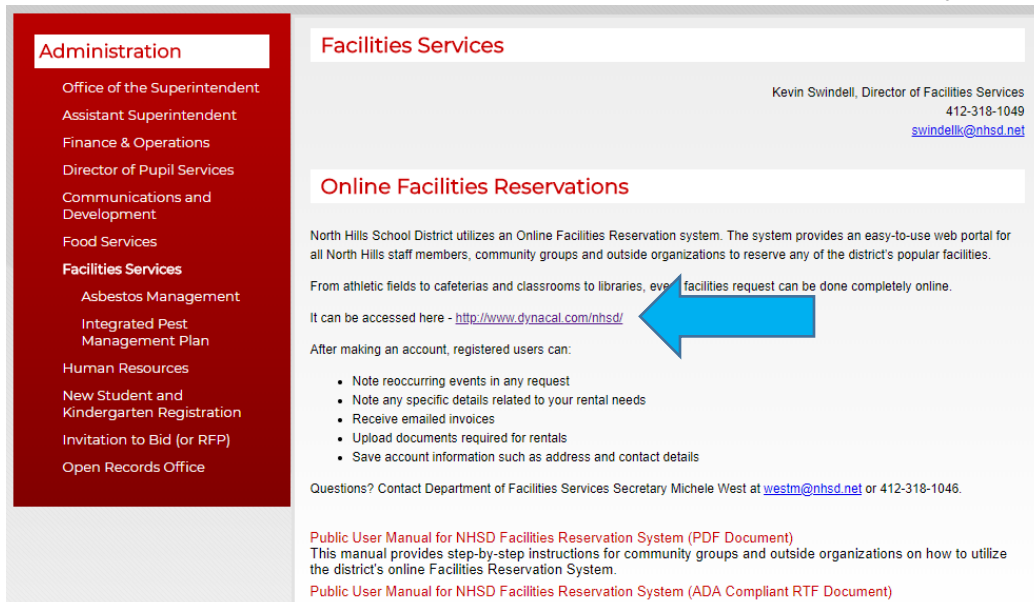 Administration
Office of the Superintendent
Assistant Superintendent
Finance & Operations
Director of Pupil Services
Communications and
Development
Food Services
Facilities Services
Asbestos Management
Integrated Pest
Management Plan
Human Resources
New Student and
Kindergarten Registration
Invitation to Bid (or RFP)
Open Records Office
Facilities Services
Kevin Swindell, Director of Facilities Services
412-318-1049
swindellk@nhsd.net
Online Facilities Reservations
North Hills School District utilizes an Online Facilities Reservation system. The system provides an easy-to-use web portal for
all North Hills staff members, community groups and outside organizations to reserve any of the district's popular facilities.
From athletic fields to cafeterias and classrooms to libraries, every facilities request can be done completely online.
It can be accessed here - http://www.dynacal.com/nhsd/
After making an account, registered users can:
• Note reoccurring events in any request
• Note any specific details related to your rental needs
• Receive emailed invoices
• Upload documents required for rentals
• Save account information such as address and contact details
Questions? Contact Department of Facilities Services Secretary Michele West at westm@nhsd.net or 412-318-1046.
Public User Manual for NHSD Facilities Reservation System (PDF Document)
This manual provides step-by-step instructions for community groups and outside organizations on how to utilize
the district's online Facilities Reservation System.
Public User Manual for NHSD Facilities Reservation System (ADA Compliant RTF Document)